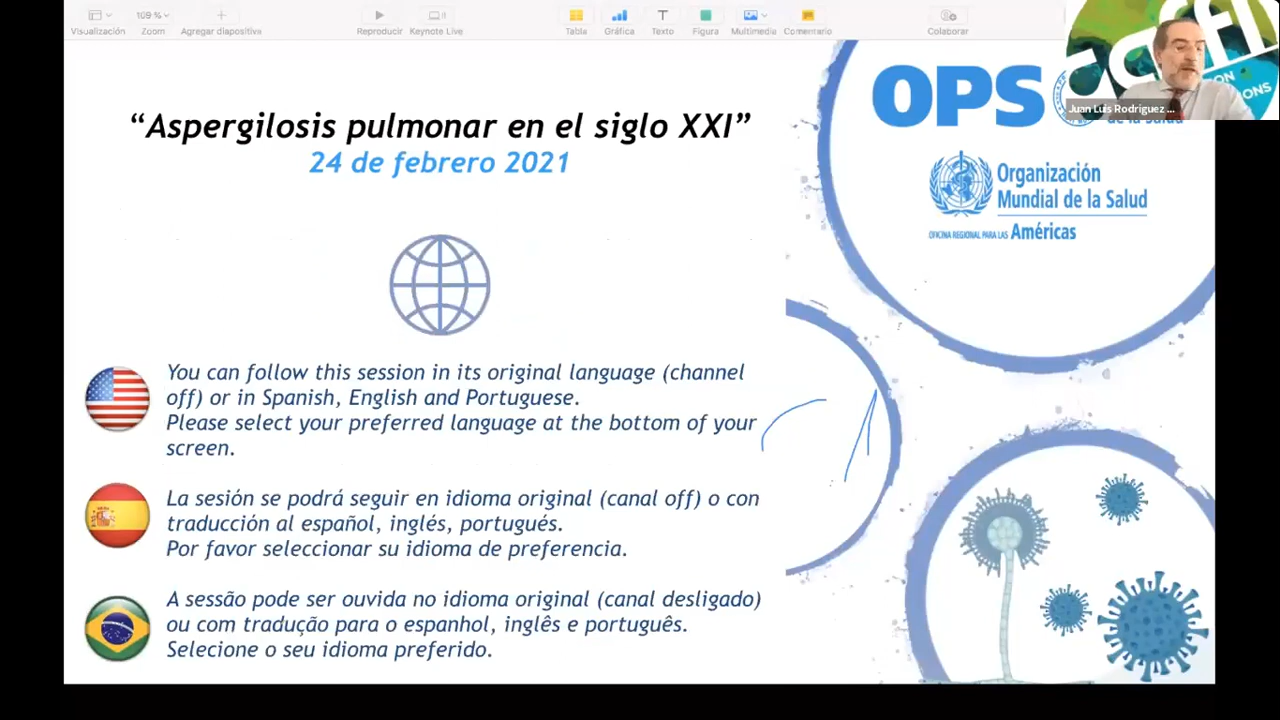 Visualización
109 %
Zoom
Agregar diapositiva
Reproducir
Keynote Live
Tabla
Gráfica
Texto
Figura
Multimedia
Comentario
Colaborar
Juan Luis Rodriguez ...
OPS
de la Salud
Organización
Mundial de la Salud
OFICINA REGIONAL PARA LAS Américas
“Aspergilosis pulmonar en el siglo XXI”
24 de febrero 2021
You can follow this session in its original language (channel
off) or in Spanish, English and Portuguese.
Please select your preferred language at the bottom of your
screen.
La sesión se podrá seguir en idioma original (canal off) o con
traducción al español, inglés, portugués.
Por favor seleccionar su idioma de preferencia.
A sessão pode ser ouvida no idioma original (canal desligado)
ou com tradução para o espanhol, inglês e português.
Selecione o seu idioma preferido.